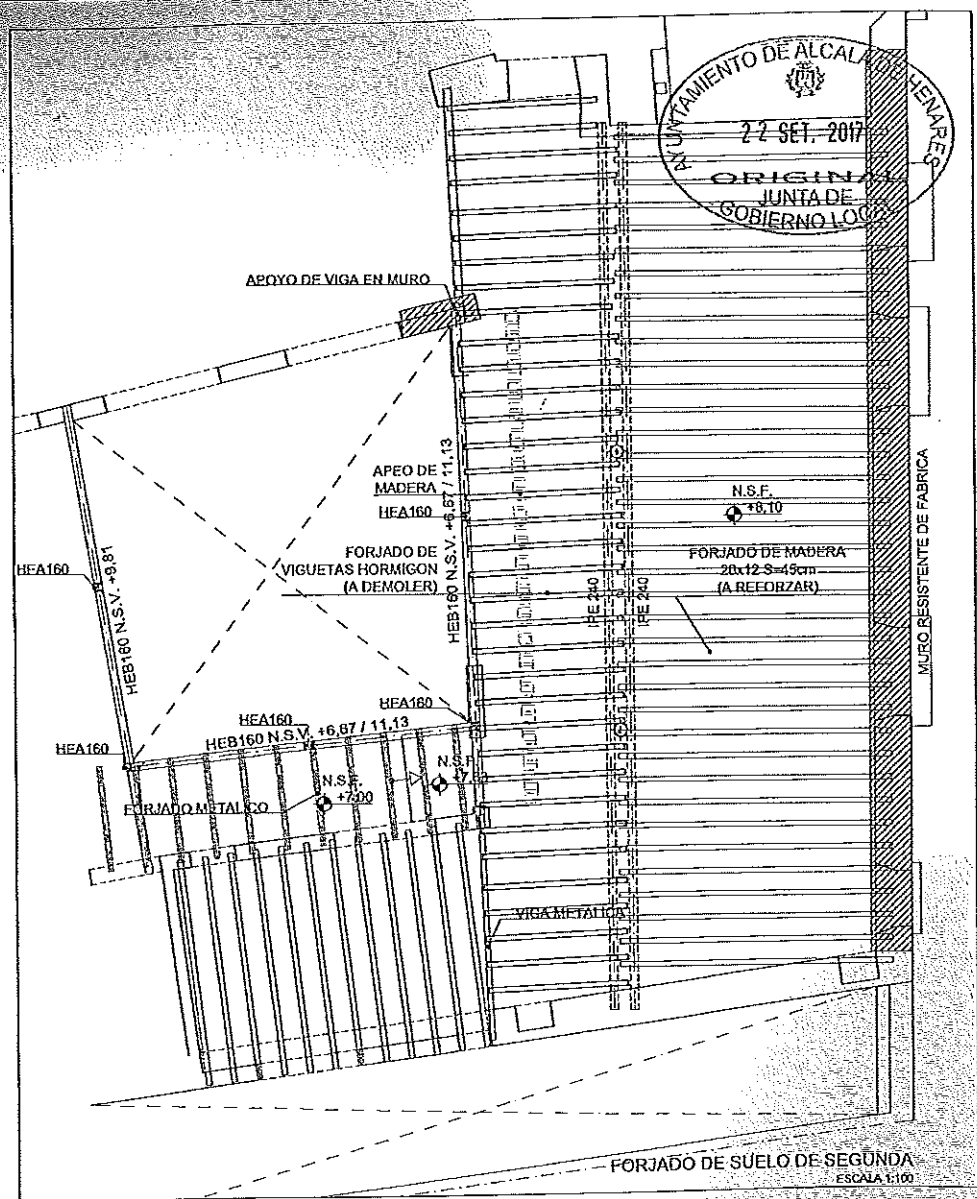 AYUNTAMIENTO DE ALCALA DE HENARES
22 SET. 2017
ORIGINAL
JUNTA DE
GOBIERNO LOCAL
APOYO DE VIGA EN MURO
APEO DE
MADERA
HEA160
HEB160 N.S.V. +6,67 / 11,13
FORJADO DE
VIGUETAS HORMIGON
(A DEMOLER)
HEA160
HEB160 N.S.V. +6,81
N.S.F.
+8,10
FORJADO DE MADERA
20x12 S=45cm
(A REFORZAR)
IPE 240
IPE 240
MURO RESISTENTE DE FABRICA
HEA160
HEA160
HEB160 N.S.V. +6,67 / 11,13
HEA160
N.S.F.
N.S.F.
+7,00
FORJADO METALICO
VIGA METALICA
FORJADO DE SUELO DE SEGUNDA
ESCALA 1:100